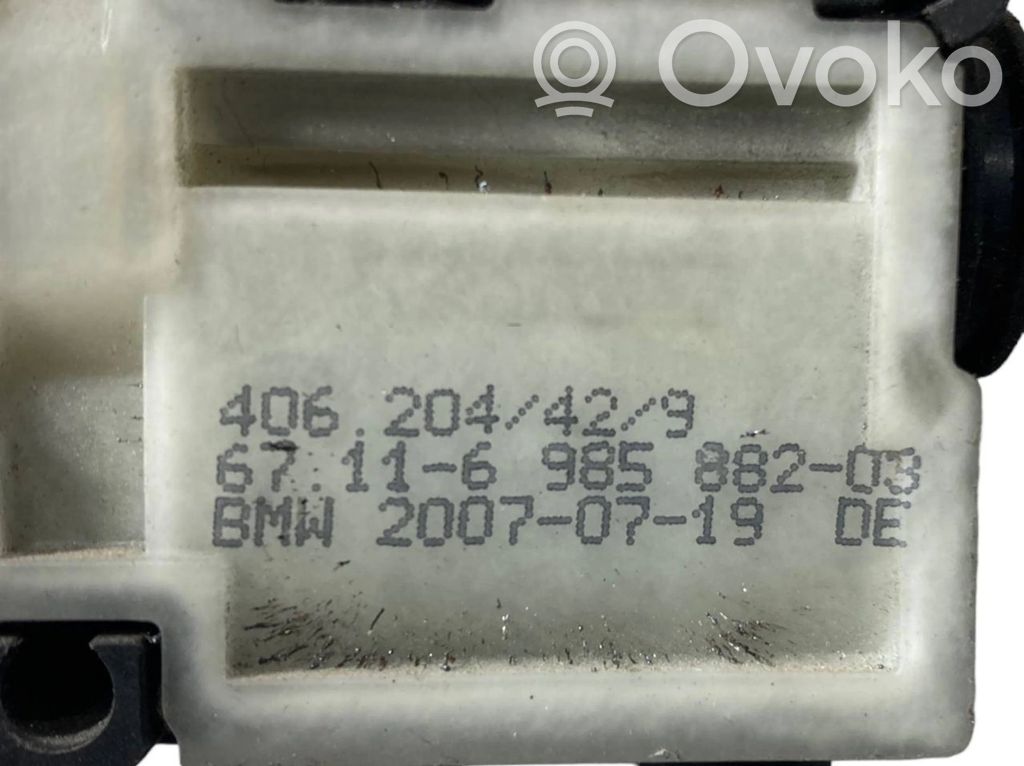 Ovoko
406.204/42/9
67.11-6 985 882-03
BMW 2007-07-19 DE